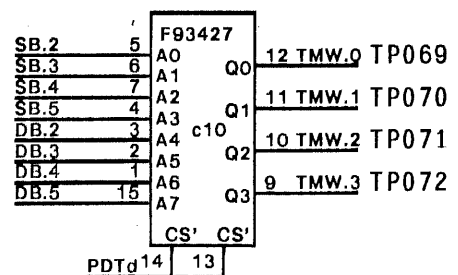 F93427
SB.2 5 A0
SB.3 6 A1
SB.4 7 A2
SB.5 4 A3
DB.2 3 A4
DB.3 2 A5
DB.4 1 A6
DB.5 15 A7
c10
Q0 12 TMW.0 TP069
Q1 11 TMW.1 TP070
Q2 10 TMW.2 TP071
Q3 9 TMW.3 TP072
CS' CS'
PDTd 14 13